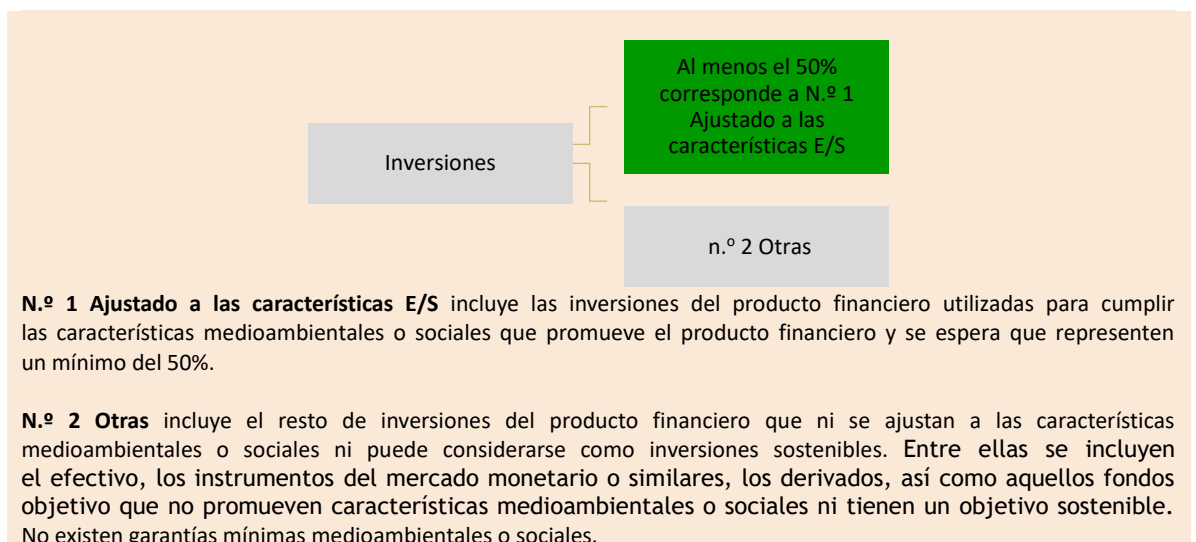 Al menos el 50%
corresponde a N.º 1
Ajustado a las
características E/S
Inversiones
n.º 2 Otras
N.º 1 Ajustado a las características E/S incluye las inversiones del producto financiero utilizadas para cumplir
las características medioambientales o sociales que promueve el producto financiero y se espera que representen
un mínimo del 50%.
N.º 2 Otras incluye el resto de inversiones del producto financiero que ni se ajustan a las características
medioambientales o sociales ni puede considerarse como inversiones sostenibles. Entre ellas se incluyen
el efectivo, los instrumentos del mercado monetario o similares, los derivados, así como aquellos fondos
objetivo que no promueven características medioambientales o sociales ni tienen un objetivo sostenible.
No existen garantías mínimas medioambientales o sociales.